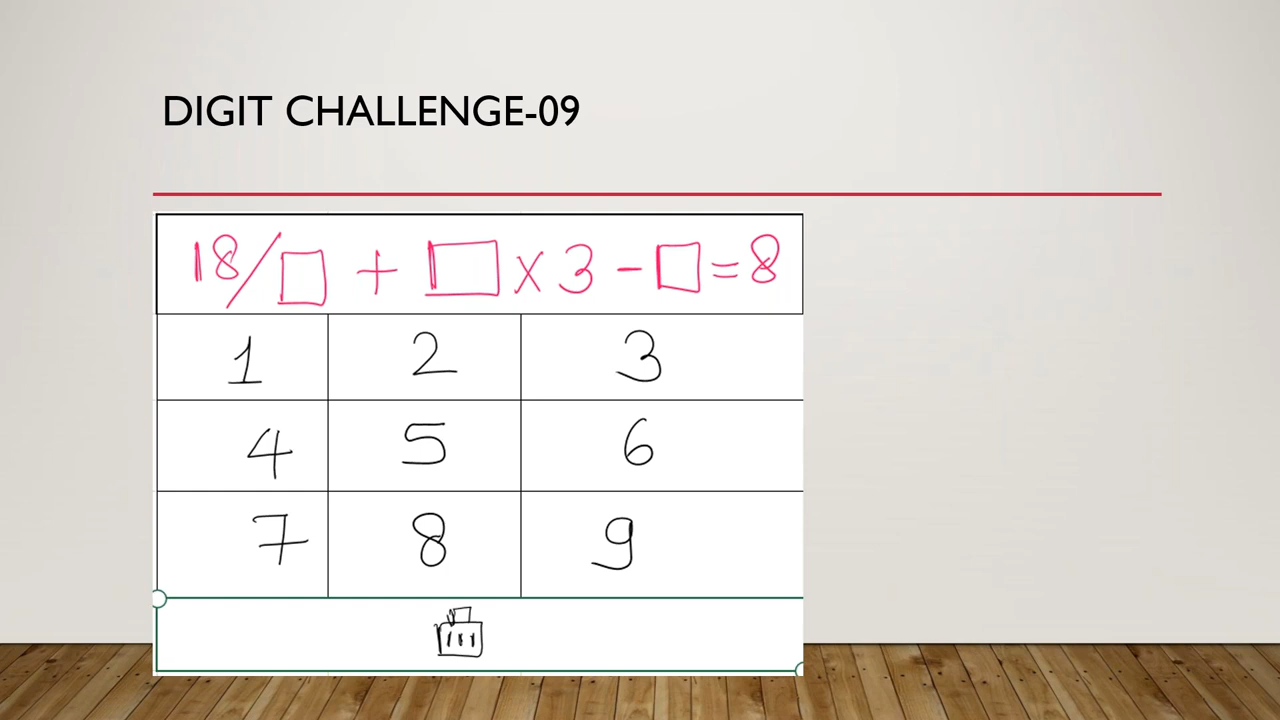 DIGIT CHALLENGE-09
18/□ + □ × 3 - □ = 8
1 2 3
4 5 6
7 8 9